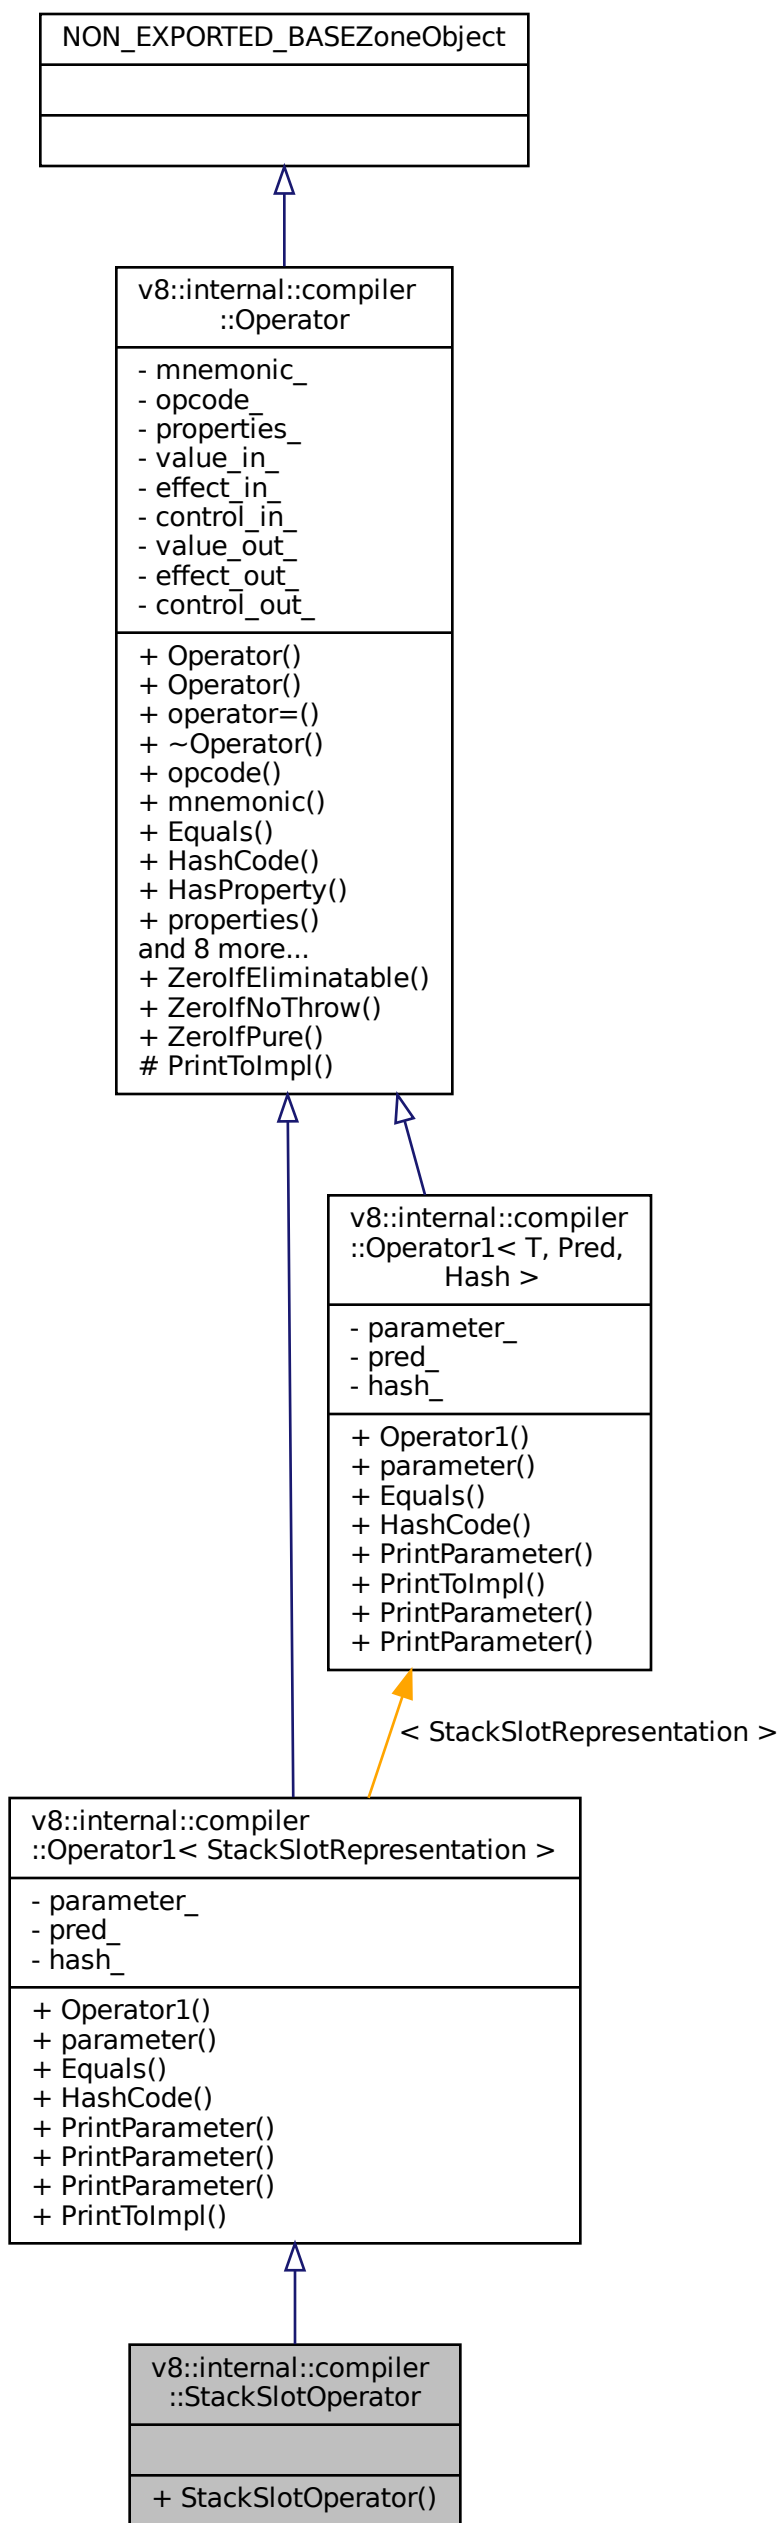 NON_EXPORTED_BASEZoneObject
v8::internal::compiler
::Operator
- mnemonic_
- opcode_
- properties_
- value_in_
- effect_in_
- control_in_
- value_out_
- effect_out_
- control_out_
+ Operator()
+ Operator()
+ operator=()
+ ~Operator()
+ opcode()
+ mnemonic()
+ Equals()
+ HashCode()
+ HasProperty()
+ properties()
and 8 more...
+ ZeroIfEliminatable()
+ ZeroIfNoThrow()
+ ZeroIfPure()
# PrintToImpl()
v8::internal::compiler
::Operator1< T, Pred,
Hash >
- parameter_
- pred_
- hash_
+ Operator1()
+ parameter()
+ Equals()
+ HashCode()
+ PrintParameter()
+ PrintToImpl()
+ PrintParameter()
+ PrintParameter()
< StackSlotRepresentation >
v8::internal::compiler
::Operator1< StackSlotRepresentation >
- parameter_
- pred_
- hash_
+ Operator1()
+ parameter()
+ Equals()
+ HashCode()
+ PrintParameter()
+ PrintParameter()
+ PrintParameter()
+ PrintToImpl()
v8::internal::compiler
::StackSlotOperator
+ StackSlotOperator()